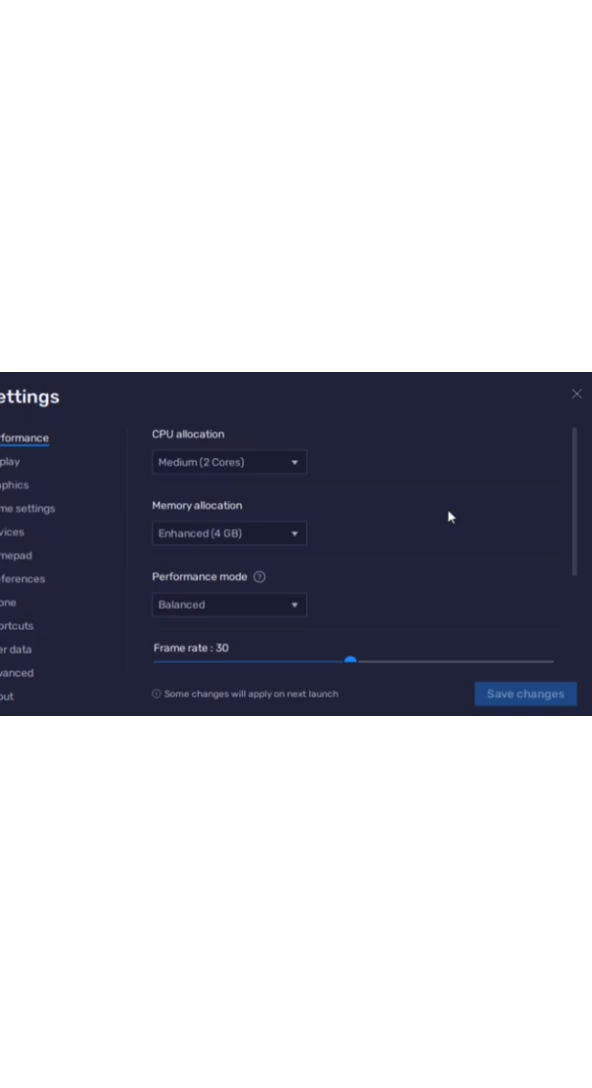 ettings
formance
CPU allocation
Medium (2 Cores)
play
phics
me settings
Memory allocation
vices
Enhanced (4 GB)
mepad
ferences
Performance mode ?
one
Balanced
ortcuts
er data
Frame rate : 30
vanced
out
Some changes will apply on next launch
Save changes